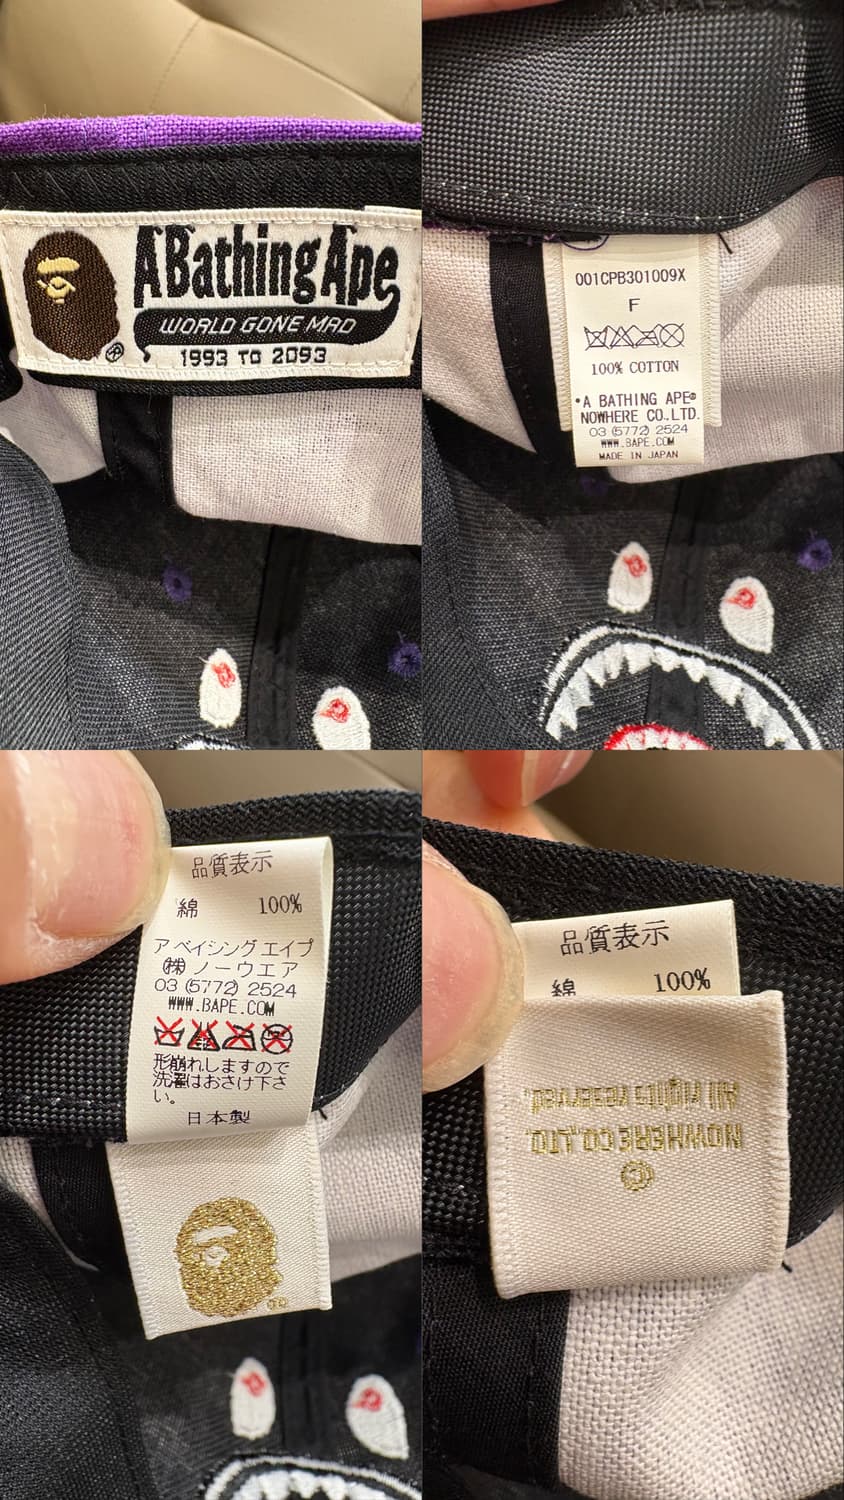 ABathing Ape
WORLD GONE MAD
1993 TO 2093
®
001CPB301009X
F
100% COTTON
•A BATHING APE®
NOWHERE CO.,LTD.
03 (5772) 2524
WWW.BAPE.COM
MADE IN JAPAN
品質表示
綿 100%
ア ベイシング エイプ
㈱ ノーウエア
03 (5772) 2524
WWW.BAPE.COM
形崩れしますので
洗濯はおさけ下さ
い。
日本製
品質表示
綿 100%
©
NOWHERE CO.,LTD.
All rights reserved.